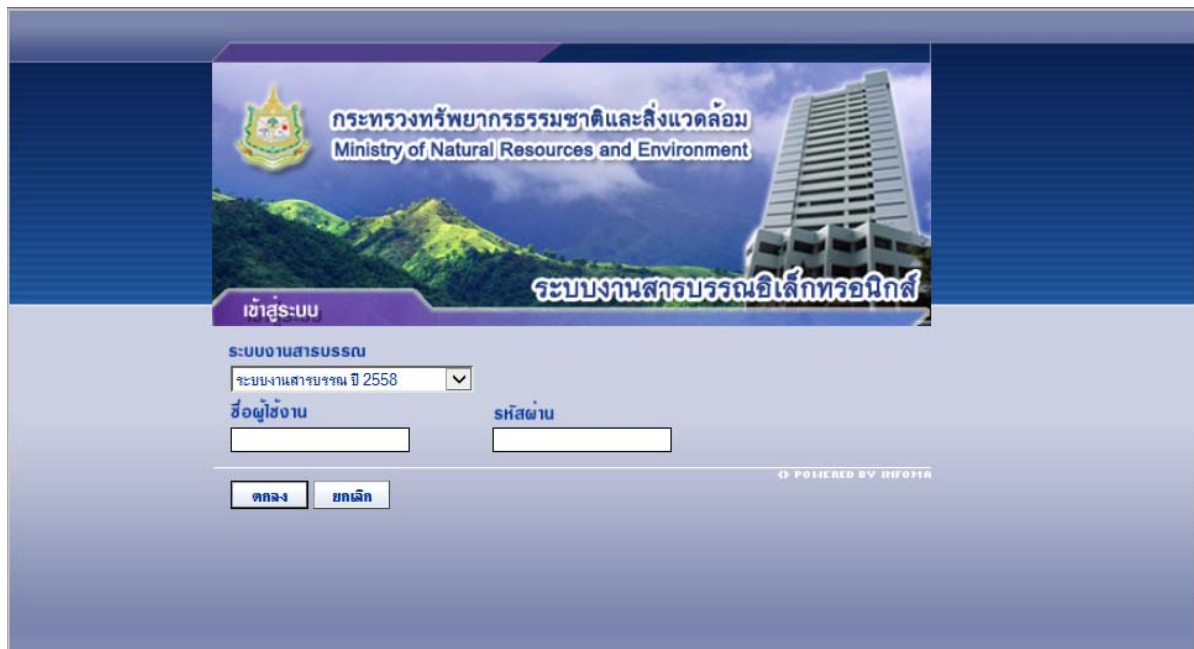 กระทรวงทรัพยากรธรรมชาติและสิ่งแวดล้อม
Ministry of Natural Resources and Environment
ระบบงานสารบรรณอิเล็กทรอนิกส์
เข้าสู่ระบบ
ระบบงานสารบรรณ
ระบบงานสารบรรณ ปี 2558
ชื่อผู้ใช้งาน
รหัสผ่าน
POWERED BY INFOMA
ตกลง
ยกเลิก